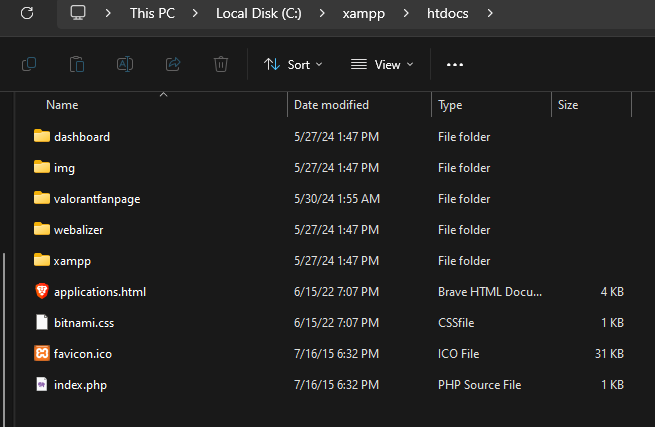 This PC > Local Disk (C:) > xampp > htdocs >
Sort View
Name Date modified Type Size
dashboard 5/27/24 1:47 PM File folder
img 5/27/24 1:47 PM File folder
valorantfanpage 5/30/24 1:55 AM File folder
webalizer 5/27/24 1:47 PM File folder
xampp 5/27/24 1:47 PM File folder
applications.html 6/15/22 7:07 PM Brave HTML Docu... 4 KB
bitnami.css 6/15/22 7:07 PM CSSfile 1 KB
favicon.ico 7/16/15 6:32 PM ICO File 31 KB
index.php 7/16/15 6:32 PM PHP Source File 1 KB